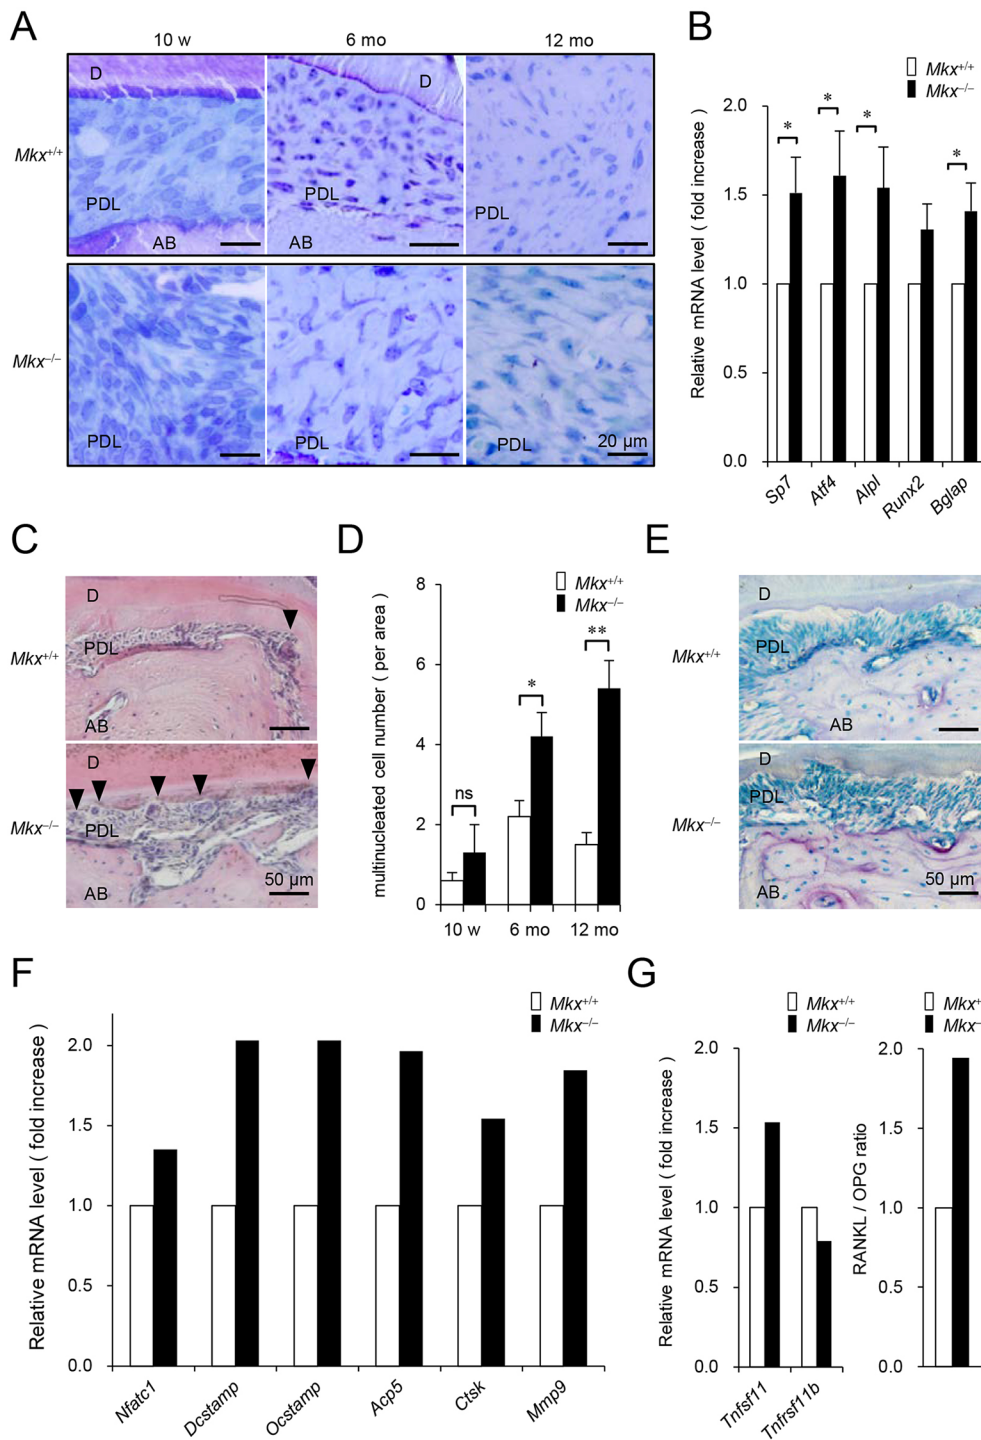 A
10 w 6 mo 12 mo
Mkx+/+
D
PDL
AB
D
AB
PDL
Mkx−/−
PDL
PDL
PDL
20 μm
B
Mkx+/+
Mkx−/−
Relative mRNA level ( fold increase )
2.0
1.5
1.0
0.5
0.0
* * * *
Sp7 Atf4 Alpl Runx2 Bglap
C
Mkx+/+
D
PDL
AB
Mkx−/−
D
PDL
AB
50 μm
D
Mkx+/+
Mkx−/−
multinucleated cell number ( per area )
8
6
4
2
0
ns * **
10 w 6 mo 12 mo
E
Mkx+/+
D
PDL
AB
Mkx−/−
D
PDL
AB
50 μm
F
Mkx+/+
Mkx−/−
Relative mRNA level ( fold increase )
2.0
1.5
1.0
0.5
0.0
Nfatc1 Dcstamp Ocstamp Acp5 Ctsk Mmp9
G
Mkx+/+
Mkx−/−
Relative mRNA level ( fold increase )
2.0
1.5
1.0
0.5
0.0
Tnfsf11 Tnfrsf11b
Mkx+
Mkx−
RANKL / OPG ratio
2.0
1.5
1.0
0.5
0.0